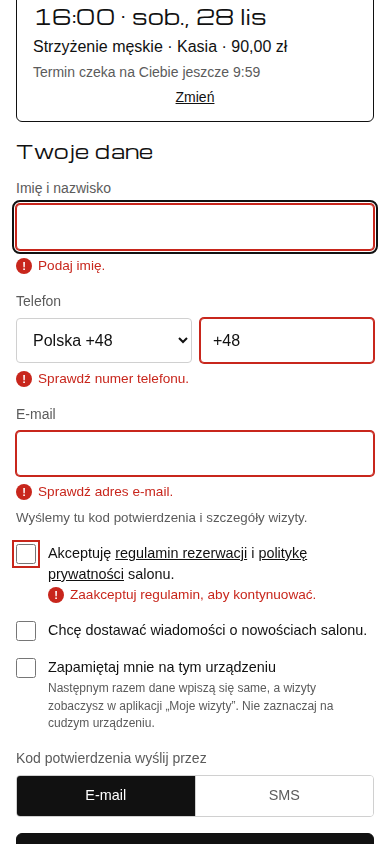 16:00 · sob., 28 lis
Strzyżenie męskie · Kasia · 90,00 zł
Termin czeka na Ciebie jeszcze 9:59
Zmień
Twoje dane
Imię i nazwisko
Podaj imię.
Telefon
Polska +48
+48
Sprawdź numer telefonu.
E-mail
Sprawdź adres e-mail.
Wyślemy tu kod potwierdzenia i szczegóły wizyty.
Akceptuję regulamin rezerwacji i politykę
prywatności salonu.
Zaakceptuj regulamin, aby kontynuować.
Chcę dostawać wiadomości o nowościach salonu.
Zapamiętaj mnie na tym urządzeniu
Następnym razem dane wpiszą się same, a wizyty
zobaczysz w aplikacji „Moje wizyty”. Nie zaznaczaj na
cudzym urządzeniu.
Kod potwierdzenia wyślij przez
E-mail
SMS